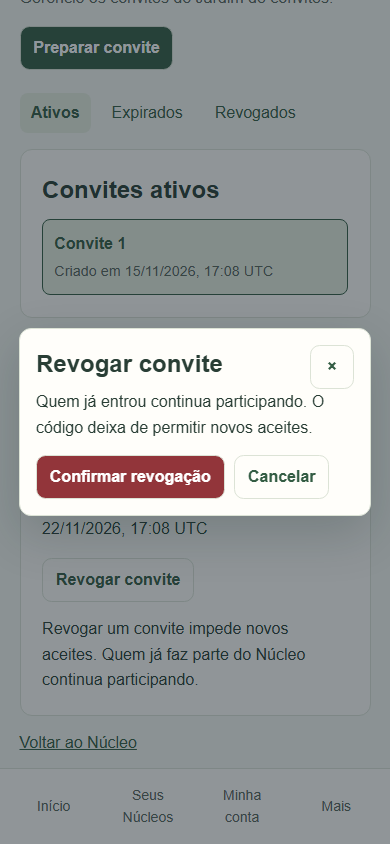 Gerencie os convites do Jardim de convites.
Preparar convite
Ativos
Expirados
Revogados
Convites ativos
Convite 1
Criado em 15/11/2026, 17:08 UTC
Revogar convite
×
Quem já entrou continua participando. O
código deixa de permitir novos aceites.
Confirmar revogação
Cancelar
22/11/2026, 17:08 UTC
Revogar convite
Revogar um convite impede novos
aceites. Quem já faz parte do Núcleo
continua participando.
Voltar ao Núcleo
Início
Seus
Núcleos
Minha
conta
Mais